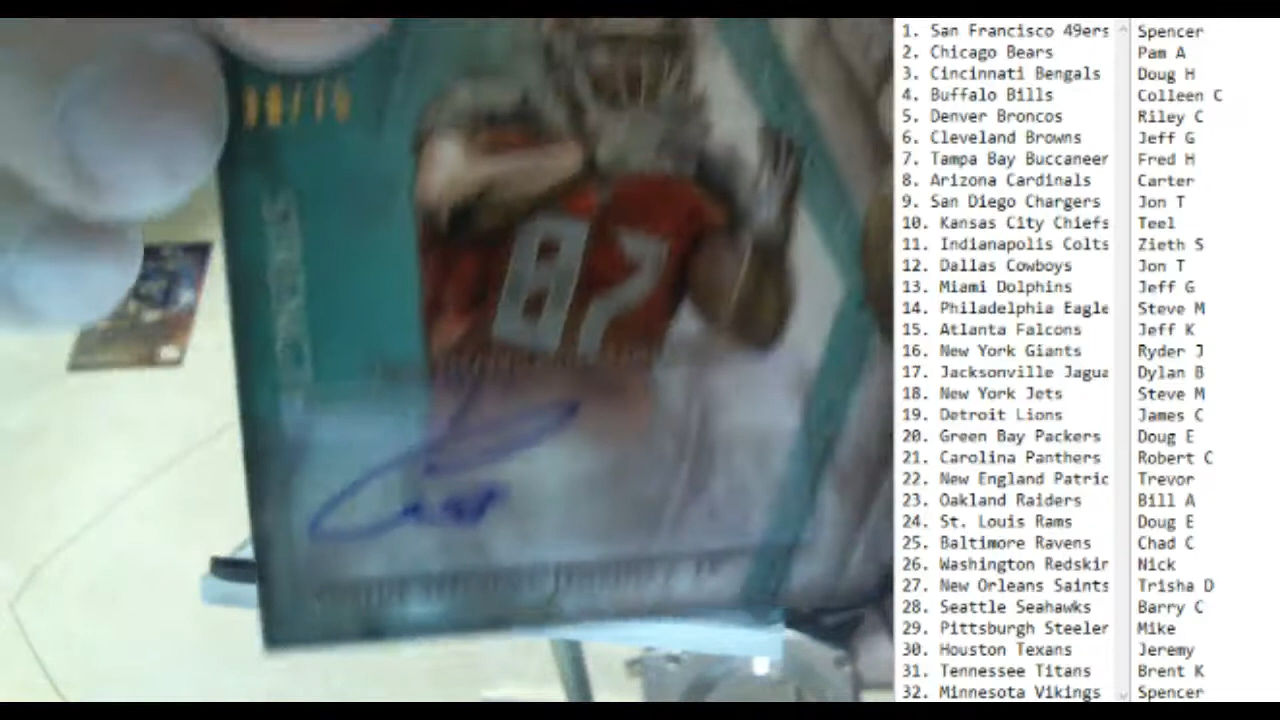 87
SIGNATURES
1. San Francisco 49ers Spencer
2. Chicago Bears Pam A
3. Cincinnati Bengals Doug H
4. Buffalo Bills Colleen C
5. Denver Broncos Riley C
6. Cleveland Browns Jeff G
7. Tampa Bay Buccaneer Fred H
8. Arizona Cardinals Carter
9. San Diego Chargers Jon T
10. Kansas City Chiefs Teel
11. Indianapolis Colts Zieth S
12. Dallas Cowboys Jon T
13. Miami Dolphins Jeff G
14. Philadelphia Eagle Steve M
15. Atlanta Falcons Jeff K
16. New York Giants Ryder J
17. Jacksonville Jagua Dylan B
18. New York Jets Steve M
19. Detroit Lions James C
20. Green Bay Packers Doug E
21. Carolina Panthers Robert C
22. New England Patric Trevor
23. Oakland Raiders Bill A
24. St. Louis Rams Doug E
25. Baltimore Ravens Chad C
26. Washington Redskir Nick
27. New Orleans Saints Trisha D
28. Seattle Seahawks Barry C
29. Pittsburgh Steeler Mike
30. Houston Texans Jeremy
31. Tennessee Titans Brent K
32. Minnesota Vikings Spencer